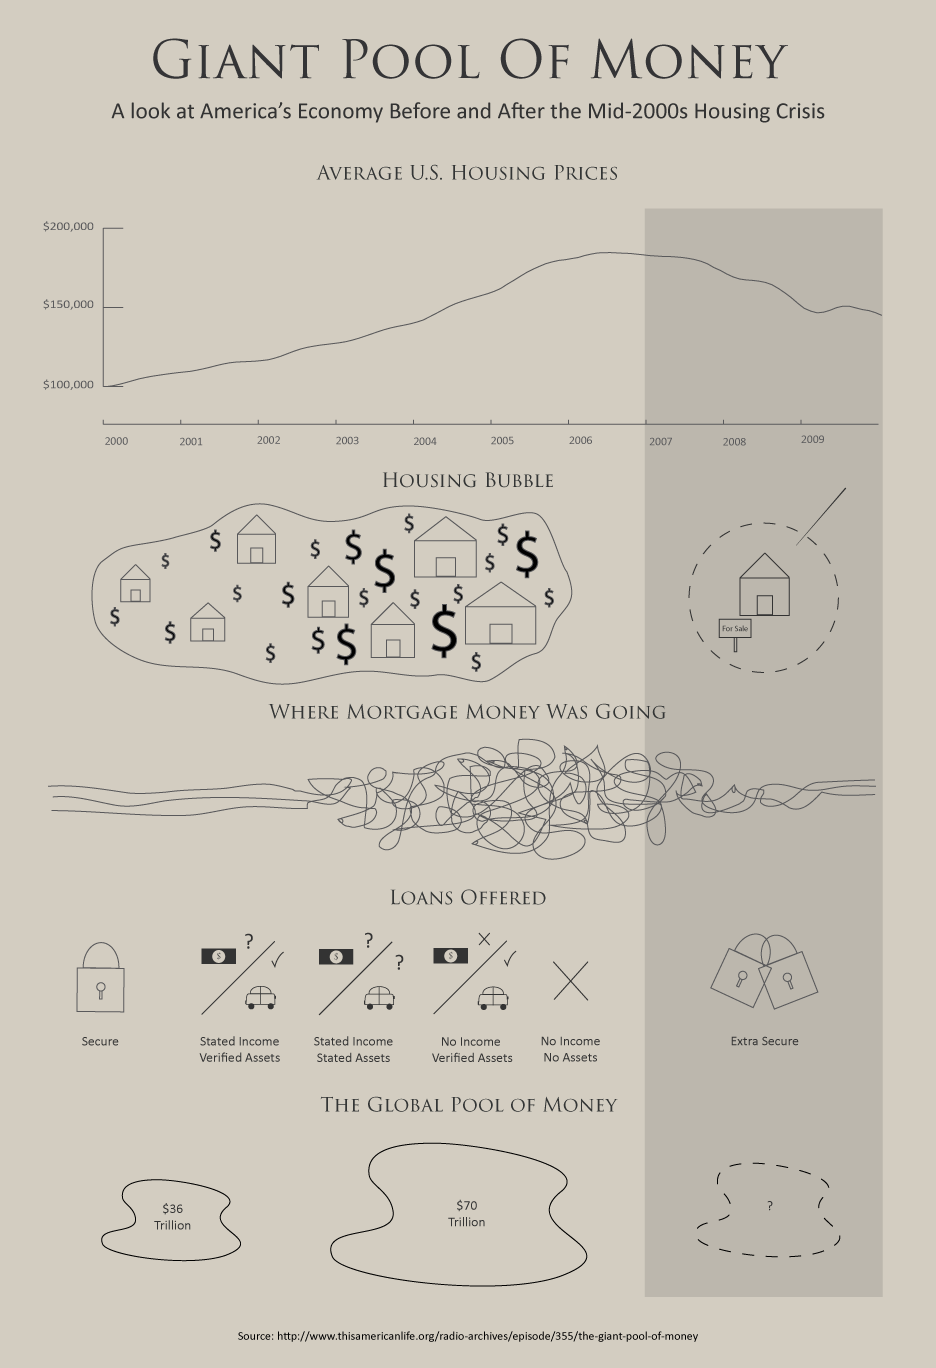 GIANT POOL OF MONEY
A look at America's Economy Before and After the Mid-2000s Housing Crisis
AVERAGE U.S. HOUSING PRICES
$200,000
$150,000
$100,000
2000 2001 2002 2003 2004 2005 2006 2007 2008 2009
HOUSING BUBBLE
$ $ $ $ $ $ $ $ $ $ $ $ $ $ $ $ $ $ $ $ $ $
For Sale
WHERE MORTGAGE MONEY WAS GOING
LOANS OFFERED
? ?
$ $ ? $
Secure
Stated Income
Verified Assets
Stated Income
Stated Assets
No Income
Verified Assets
No Income
No Assets
Extra Secure
THE GLOBAL POOL OF MONEY
$36
Trillion
$70
Trillion
?
Source: http://www.thisamericanlife.org/radio-archives/episode/355/the-giant-pool-of-money